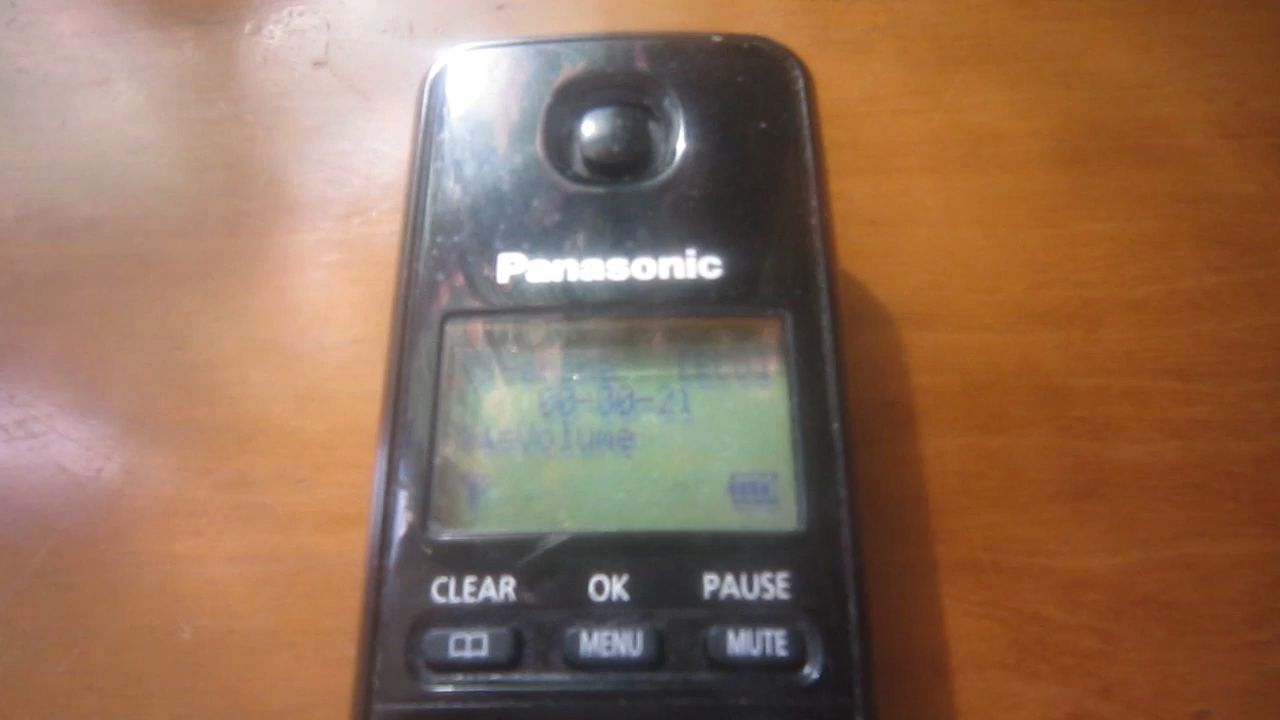 Panasonic
00-00-21
Volume
CLEAR OK PAUSE
MENU MUTE